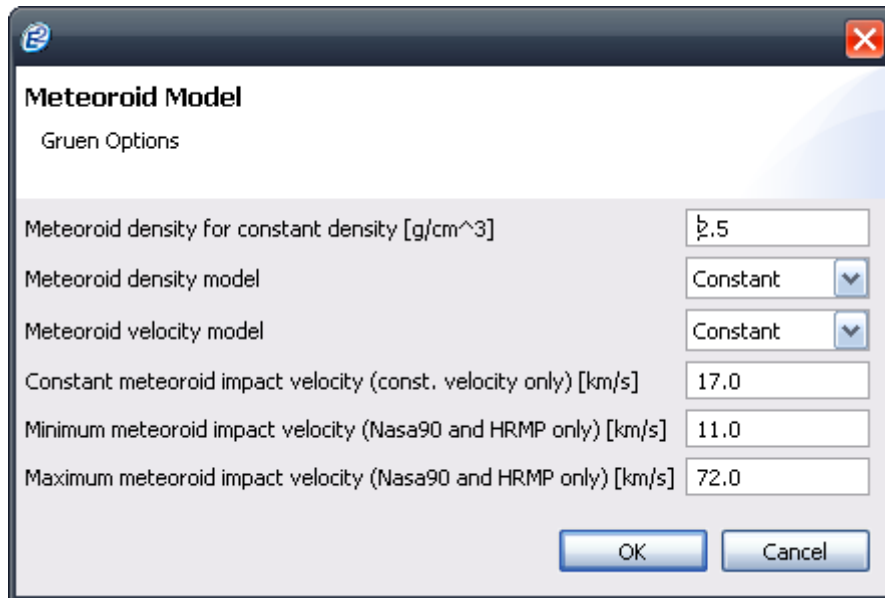 Meteoroid Model
Gruen Options
Meteoroid density for constant density [g/cm^3] 2.5
Meteoroid density model Constant
Meteoroid velocity model Constant
Constant meteoroid impact velocity (const. velocity only) [km/s] 17.0
Minimum meteoroid impact velocity (Nasa90 and HRMP only) [km/s] 11.0
Maximum meteoroid impact velocity (Nasa90 and HRMP only) [km/s] 72.0
OK Cancel